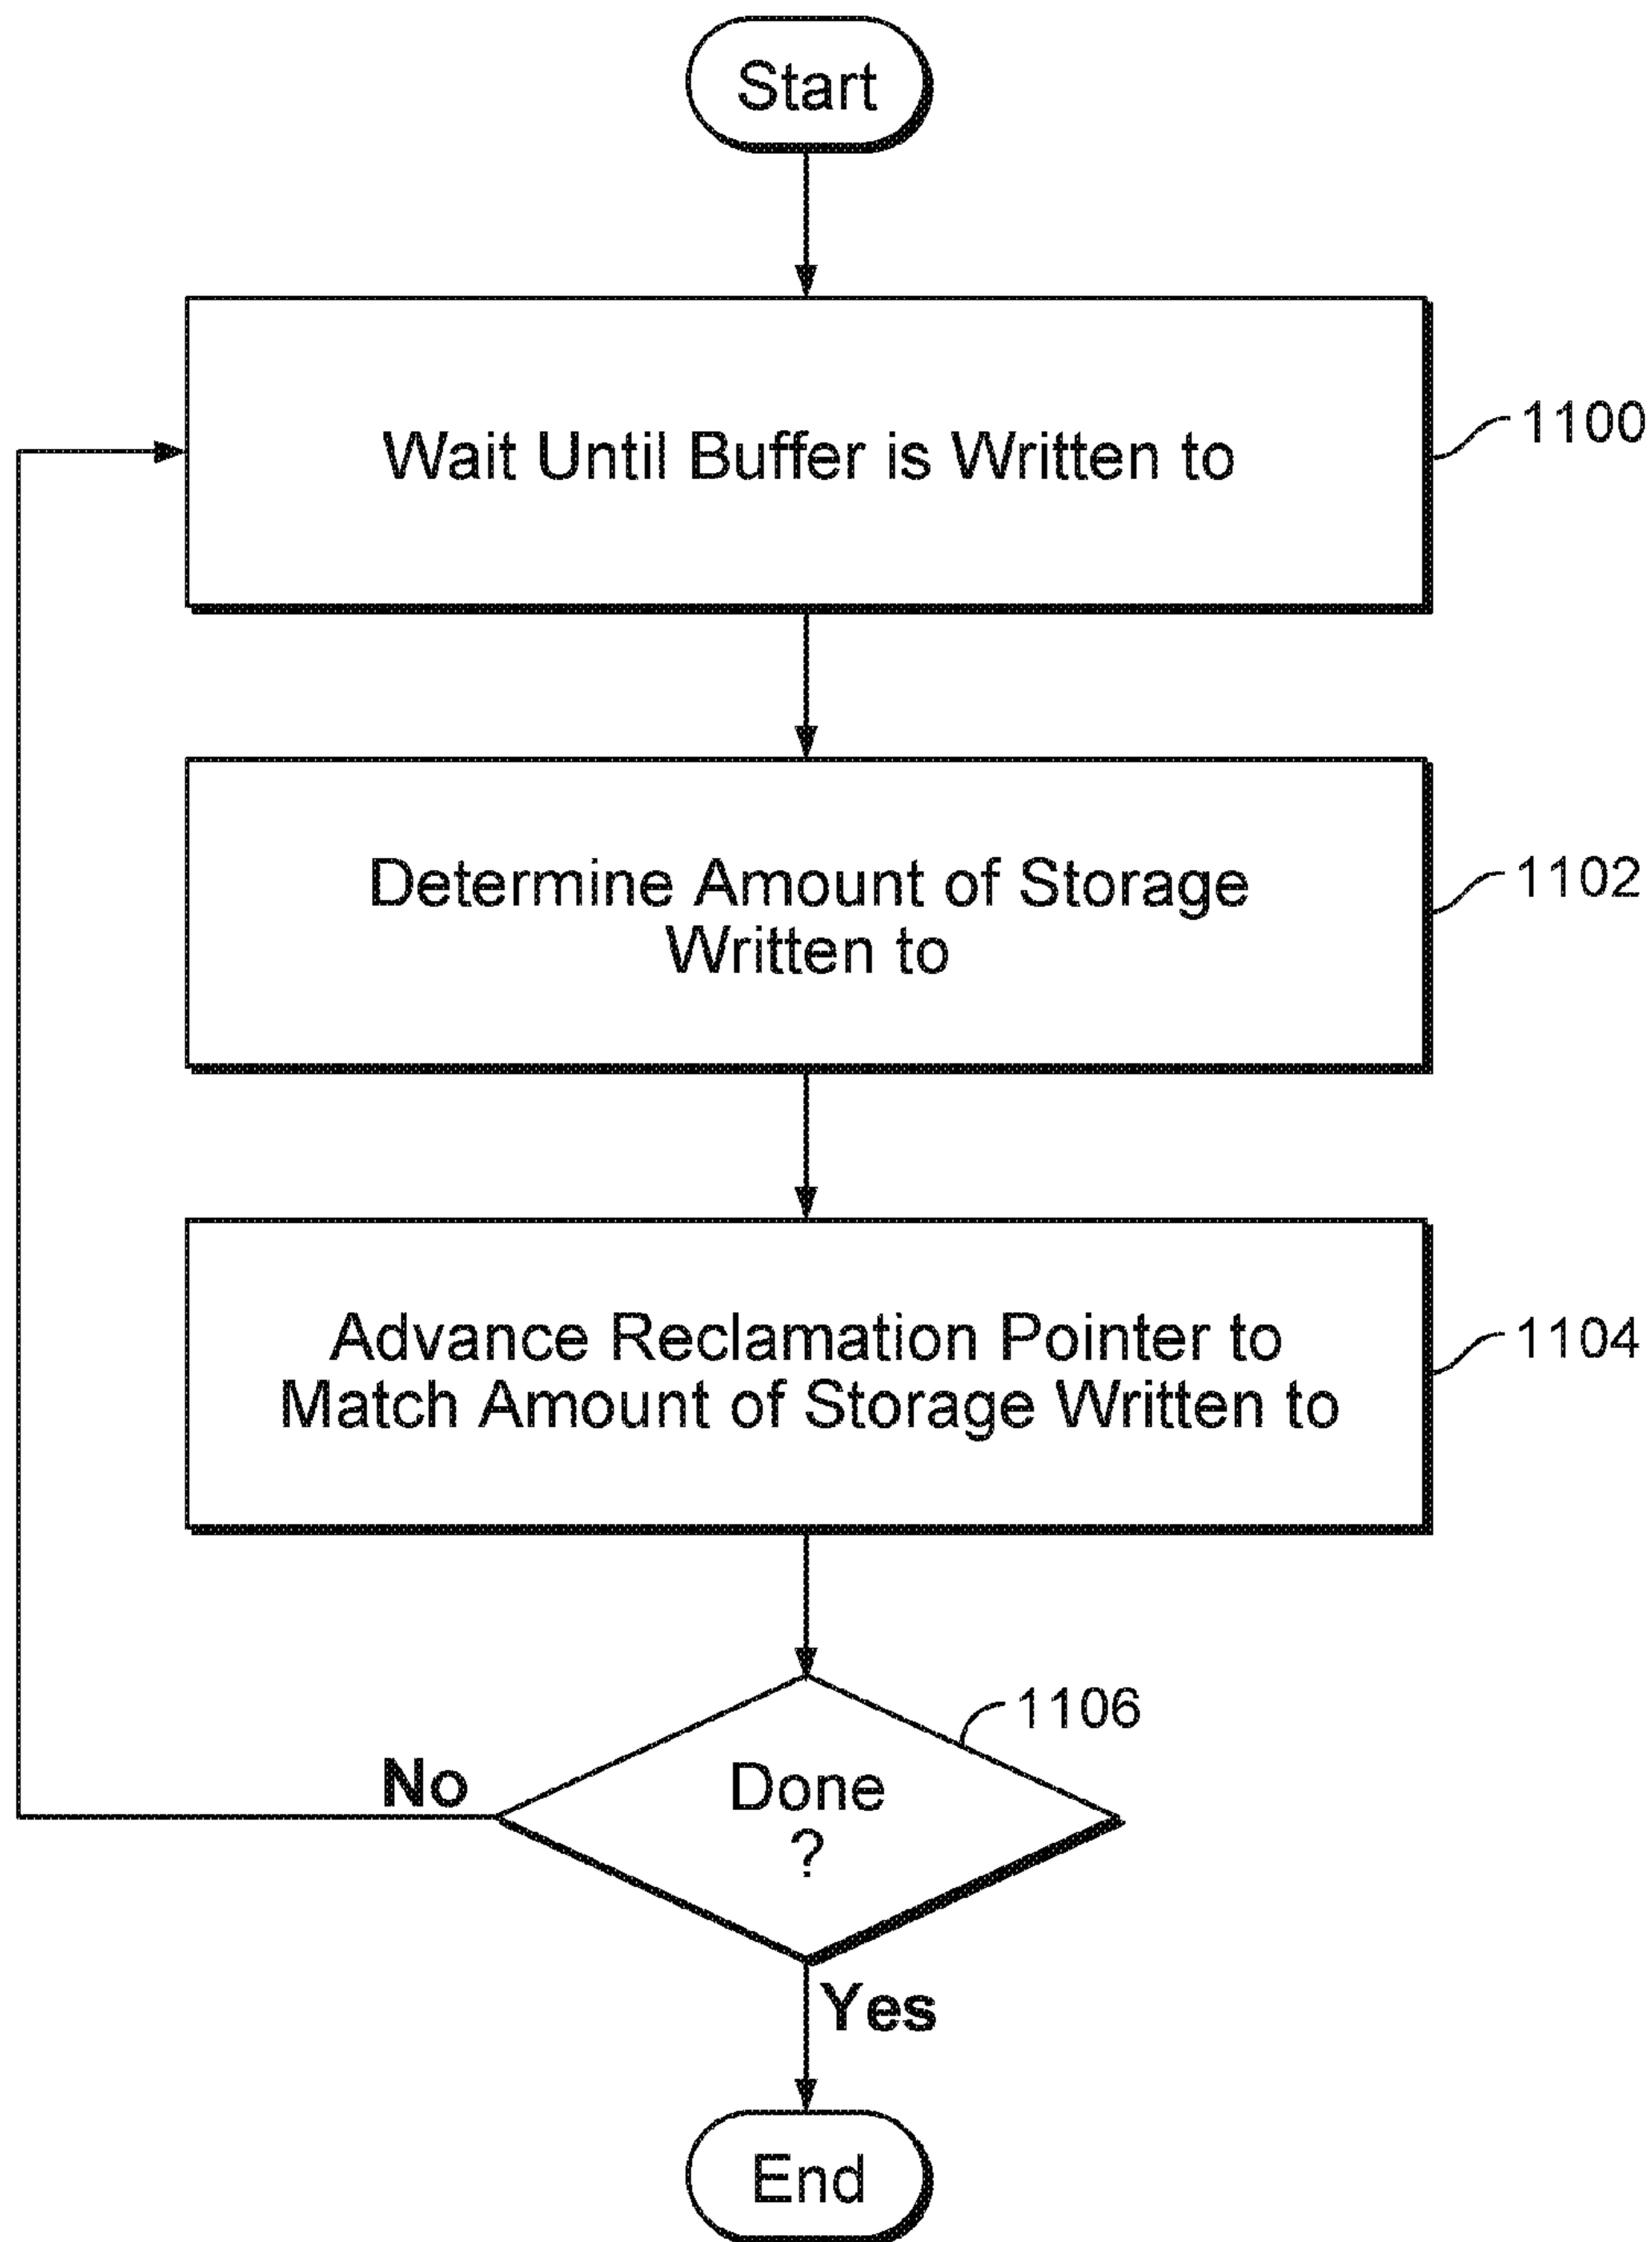 Start
Wait Until Buffer is Written to
1100
Determine Amount of Storage
Written to
1102
Advance Reclamation Pointer to
Match Amount of Storage Written to
1104
1106
Done
?
No
Yes
End